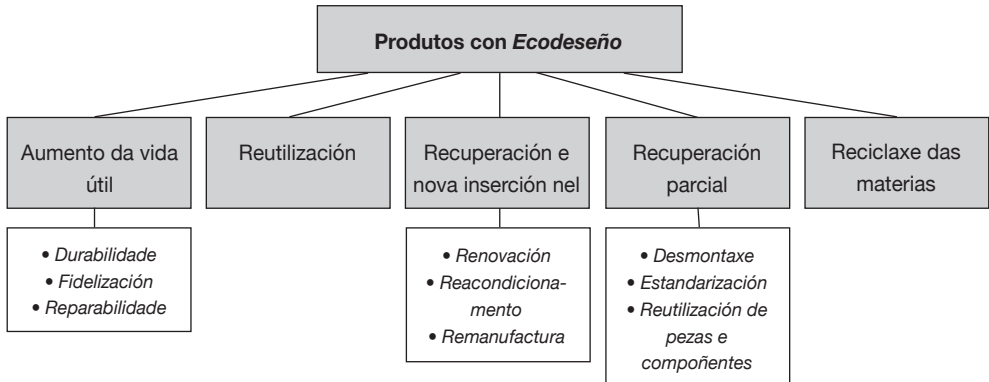 Produtos con Ecodeseño
Aumento da vida
útil
Reutilización
Recuperación e
nova inserción nel
Recuperación
parcial
Reciclaxe das
materias
• Durabilidade
• Fidelización
• Reparabilidade
• Renovación
• Reacondiciona-
mento
• Remanufactura
• Desmontaxe
• Estandarización
• Reutilización de
pezas e
compoñentes